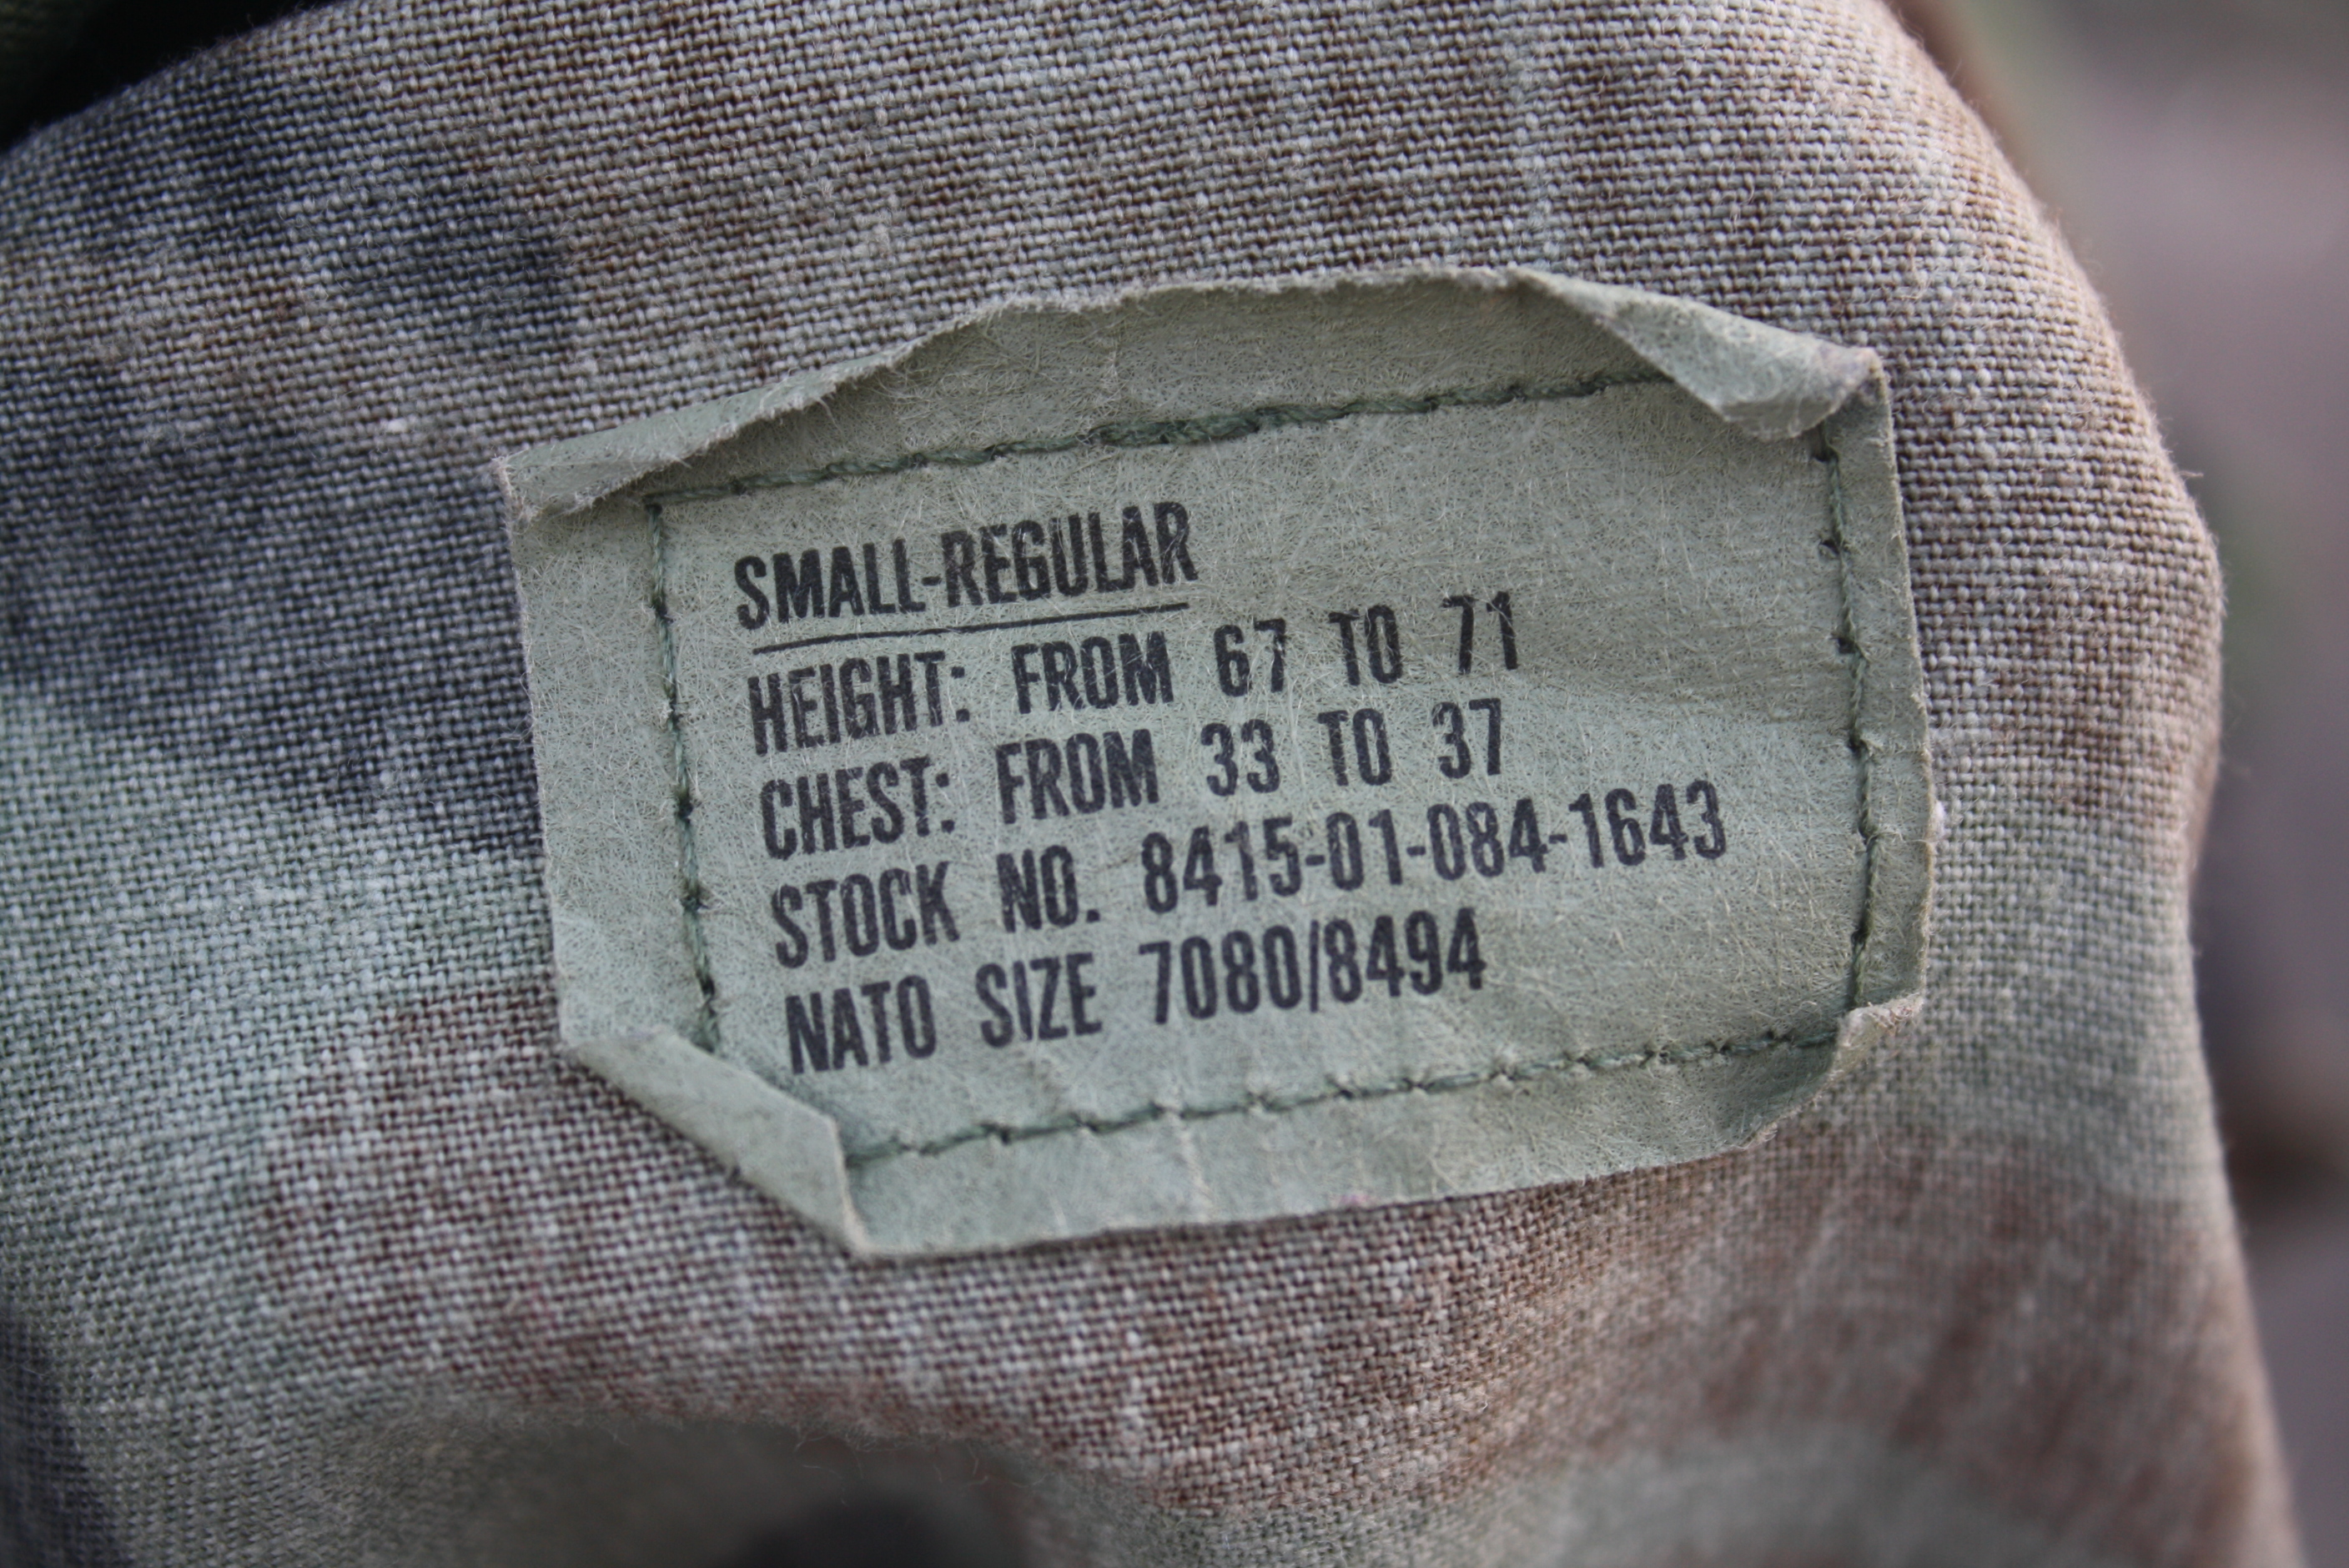 SMALL-REGULAR
HEIGHT: FROM 67 TO 71
CHEST: FROM 33 TO 37
STOCK NO. 8415-01-084-1643
NATO SIZE 7080/8494